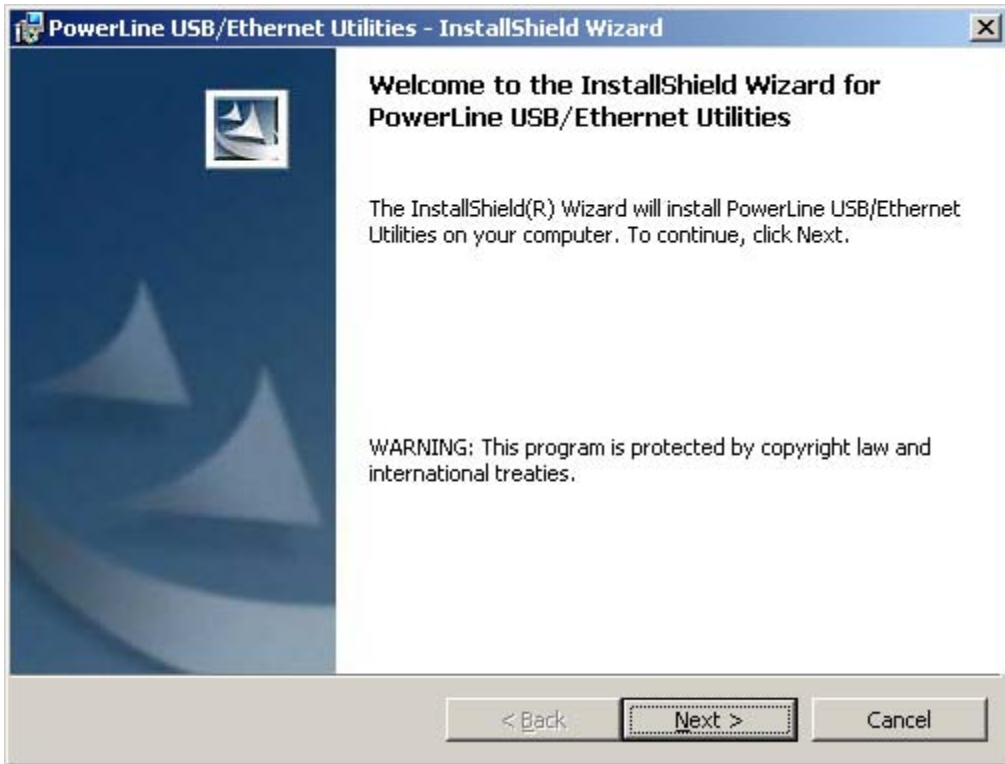 PowerLine USB/Ethernet Utilities - InstallShield Wizard
Welcome to the InstallShield Wizard for
PowerLine USB/Ethernet Utilities
The InstallShield(R) Wizard will install PowerLine USB/Ethernet
Utilities on your computer. To continue, click Next.
WARNING: This program is protected by copyright law and
international treaties.
< Back
Next >
Cancel